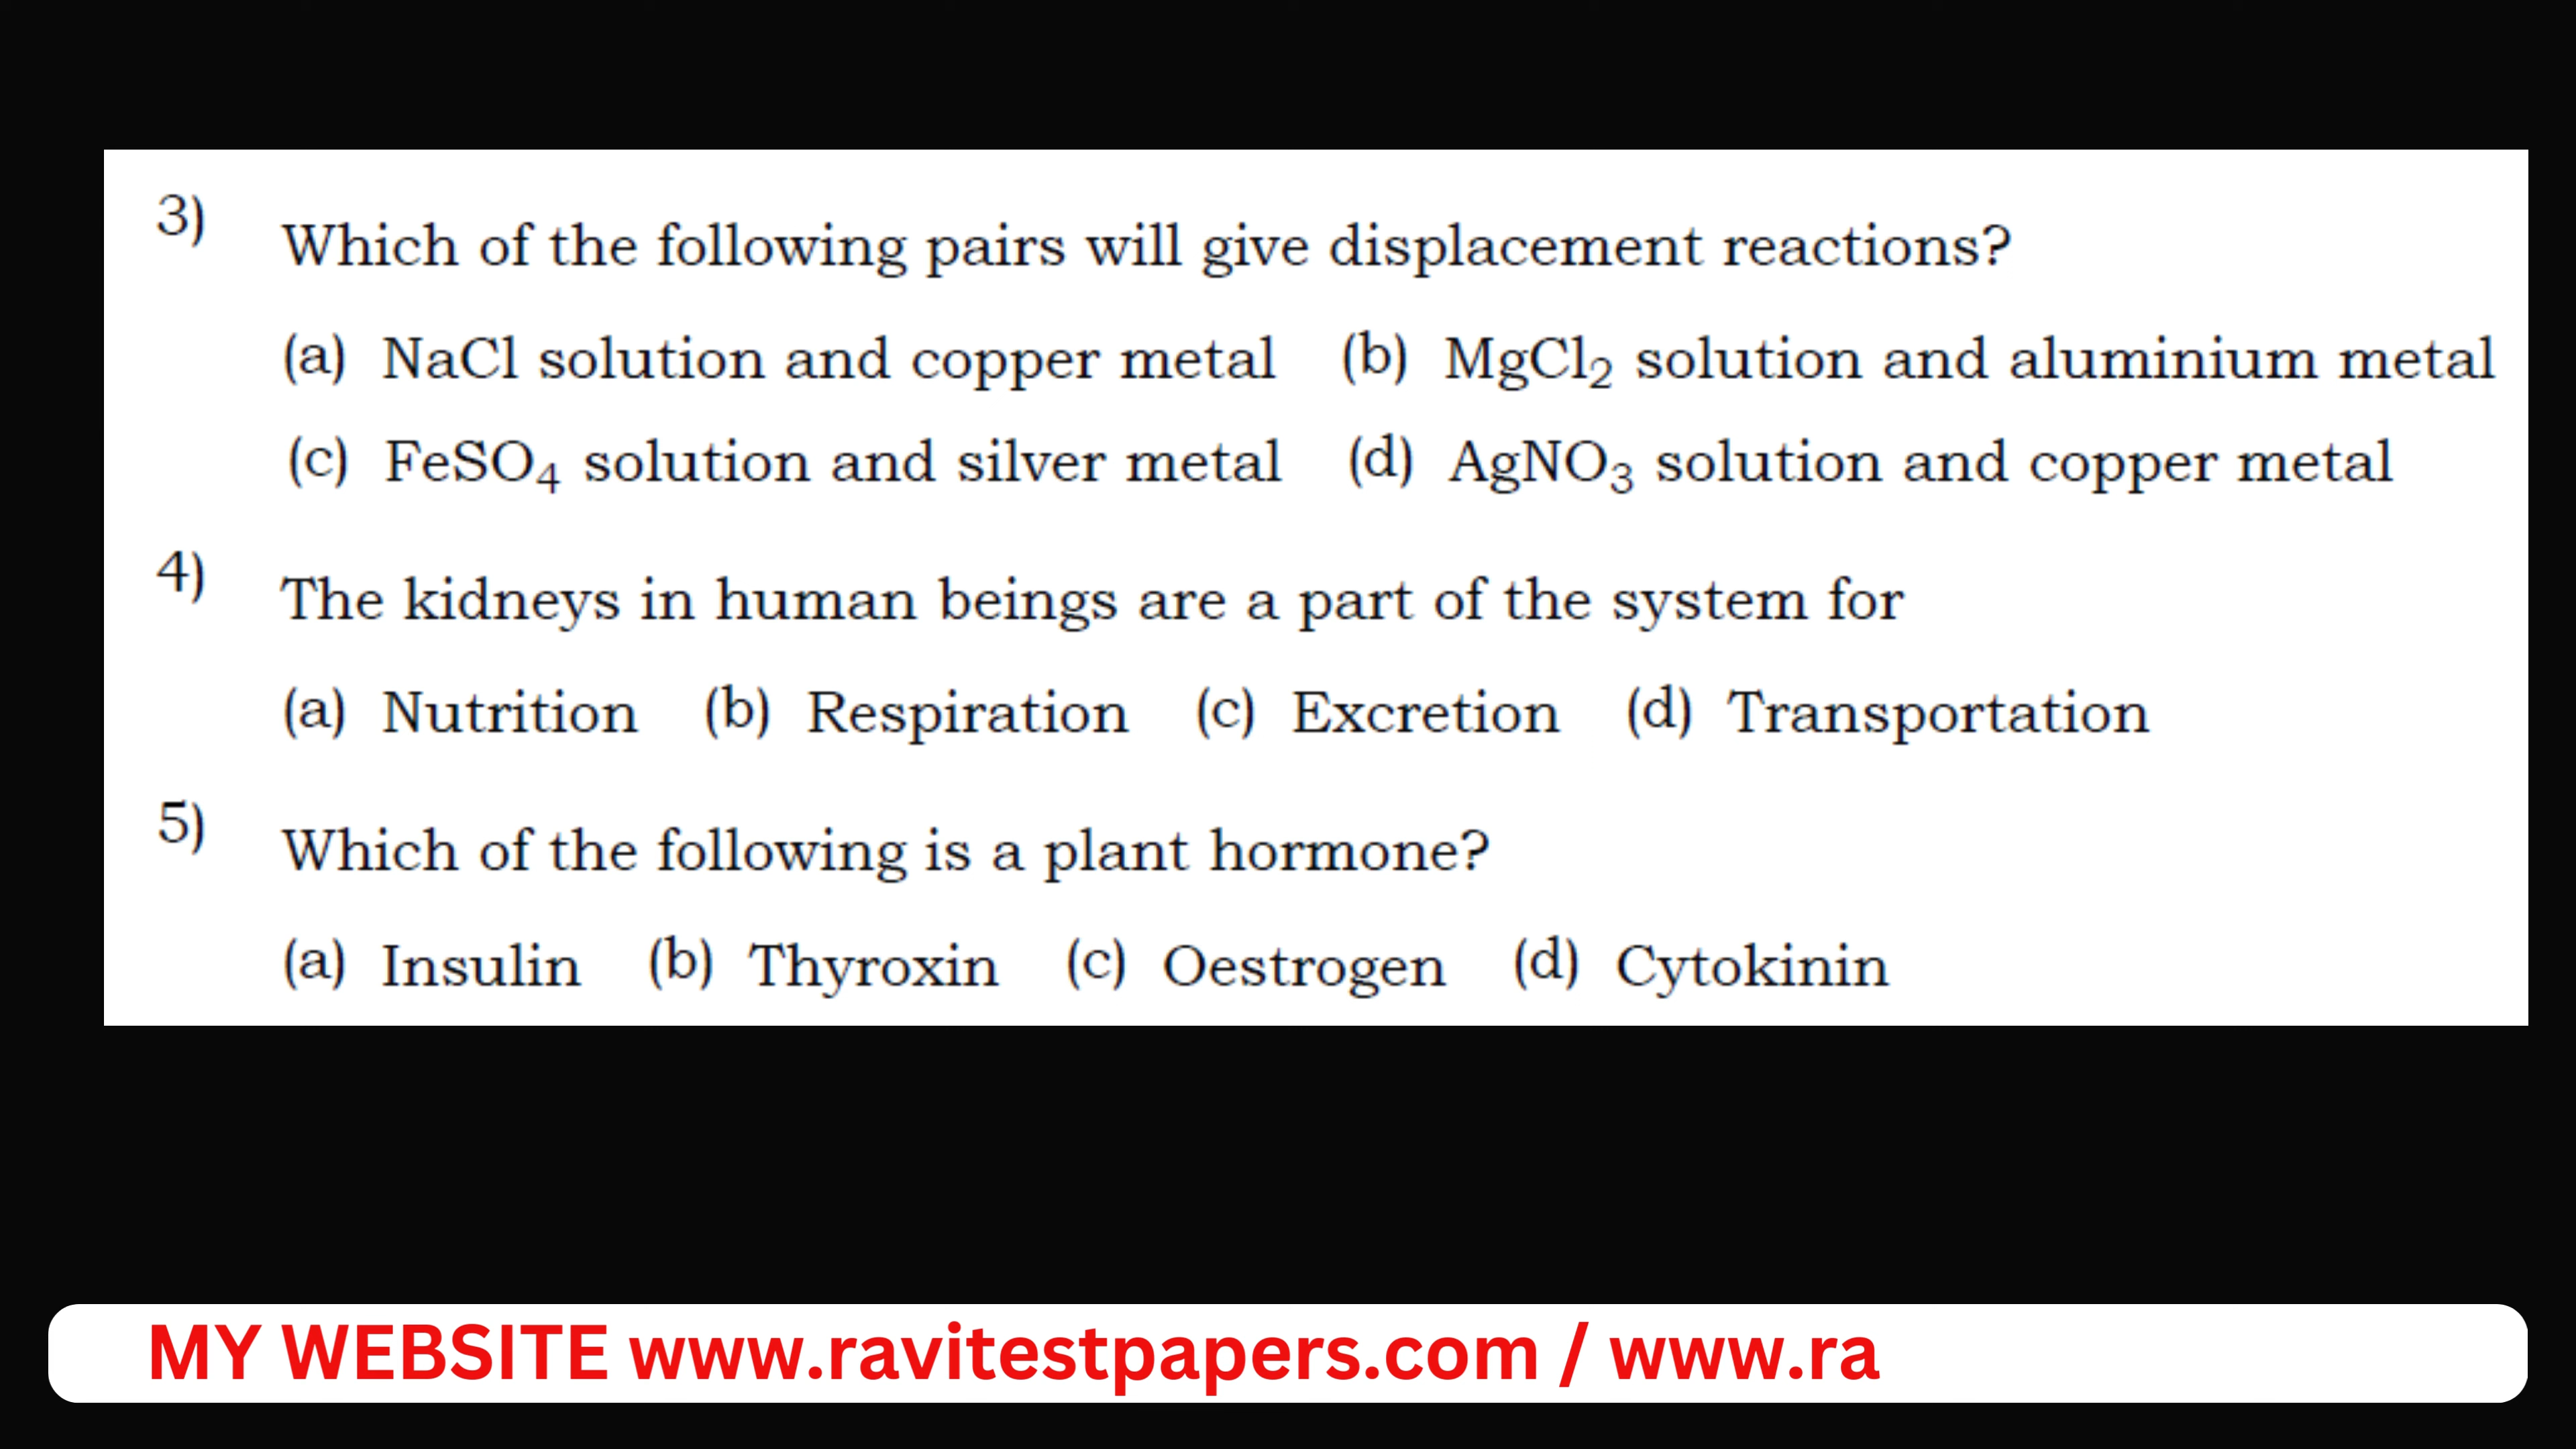 3) Which of the following pairs will give displacement reactions?
(a) NaCl solution and copper metal (b) MgCl₂ solution and aluminium metal
(c) FeSO₄ solution and silver metal (d) AgNO₃ solution and copper metal
4) The kidneys in human beings are a part of the system for
(a) Nutrition (b) Respiration (c) Excretion (d) Transportation
5) Which of the following is a plant hormone?
(a) Insulin (b) Thyroxin (c) Oestrogen (d) Cytokinin
MY WEBSITE www.ravitestpapers.com / www.ra